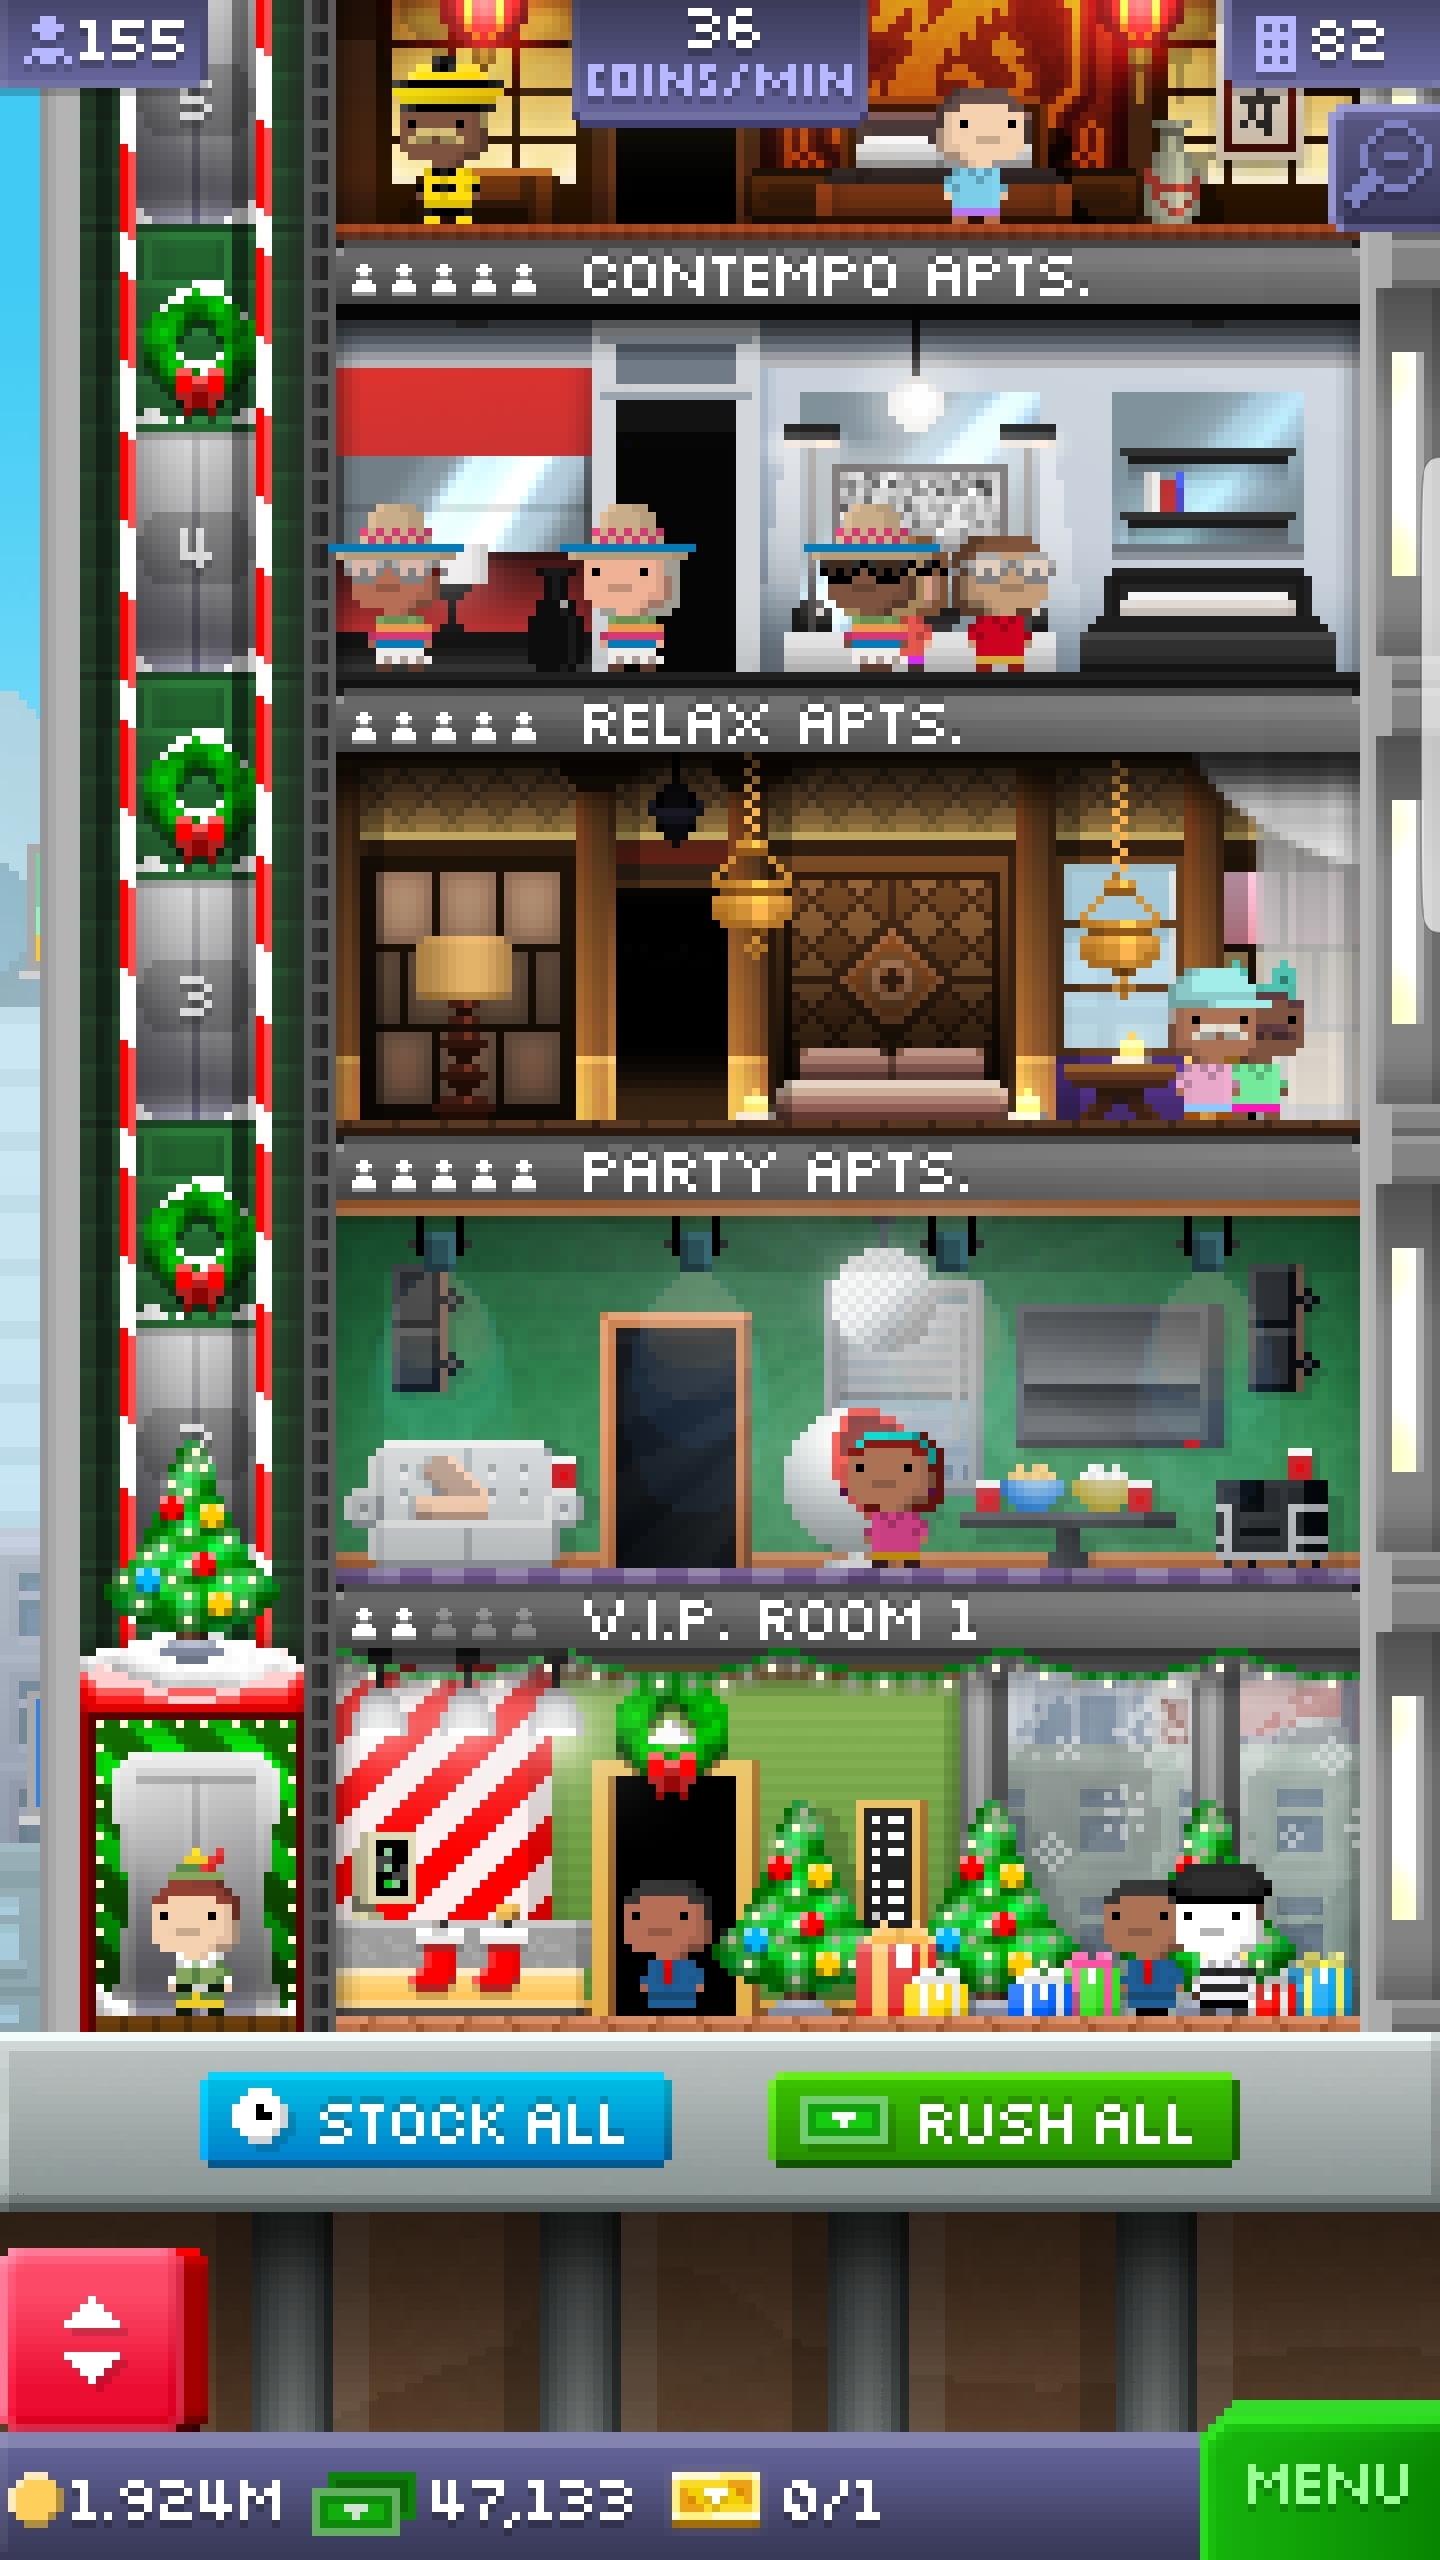 155
36
COINS/MIN
82
5
CONTEMPO APTS.
4
RELAX APTS.
3
PARTY APTS.
V.I.P. ROOM 1
STOCK ALL
RUSH ALL
1.924M
47,133
0/1
MENU